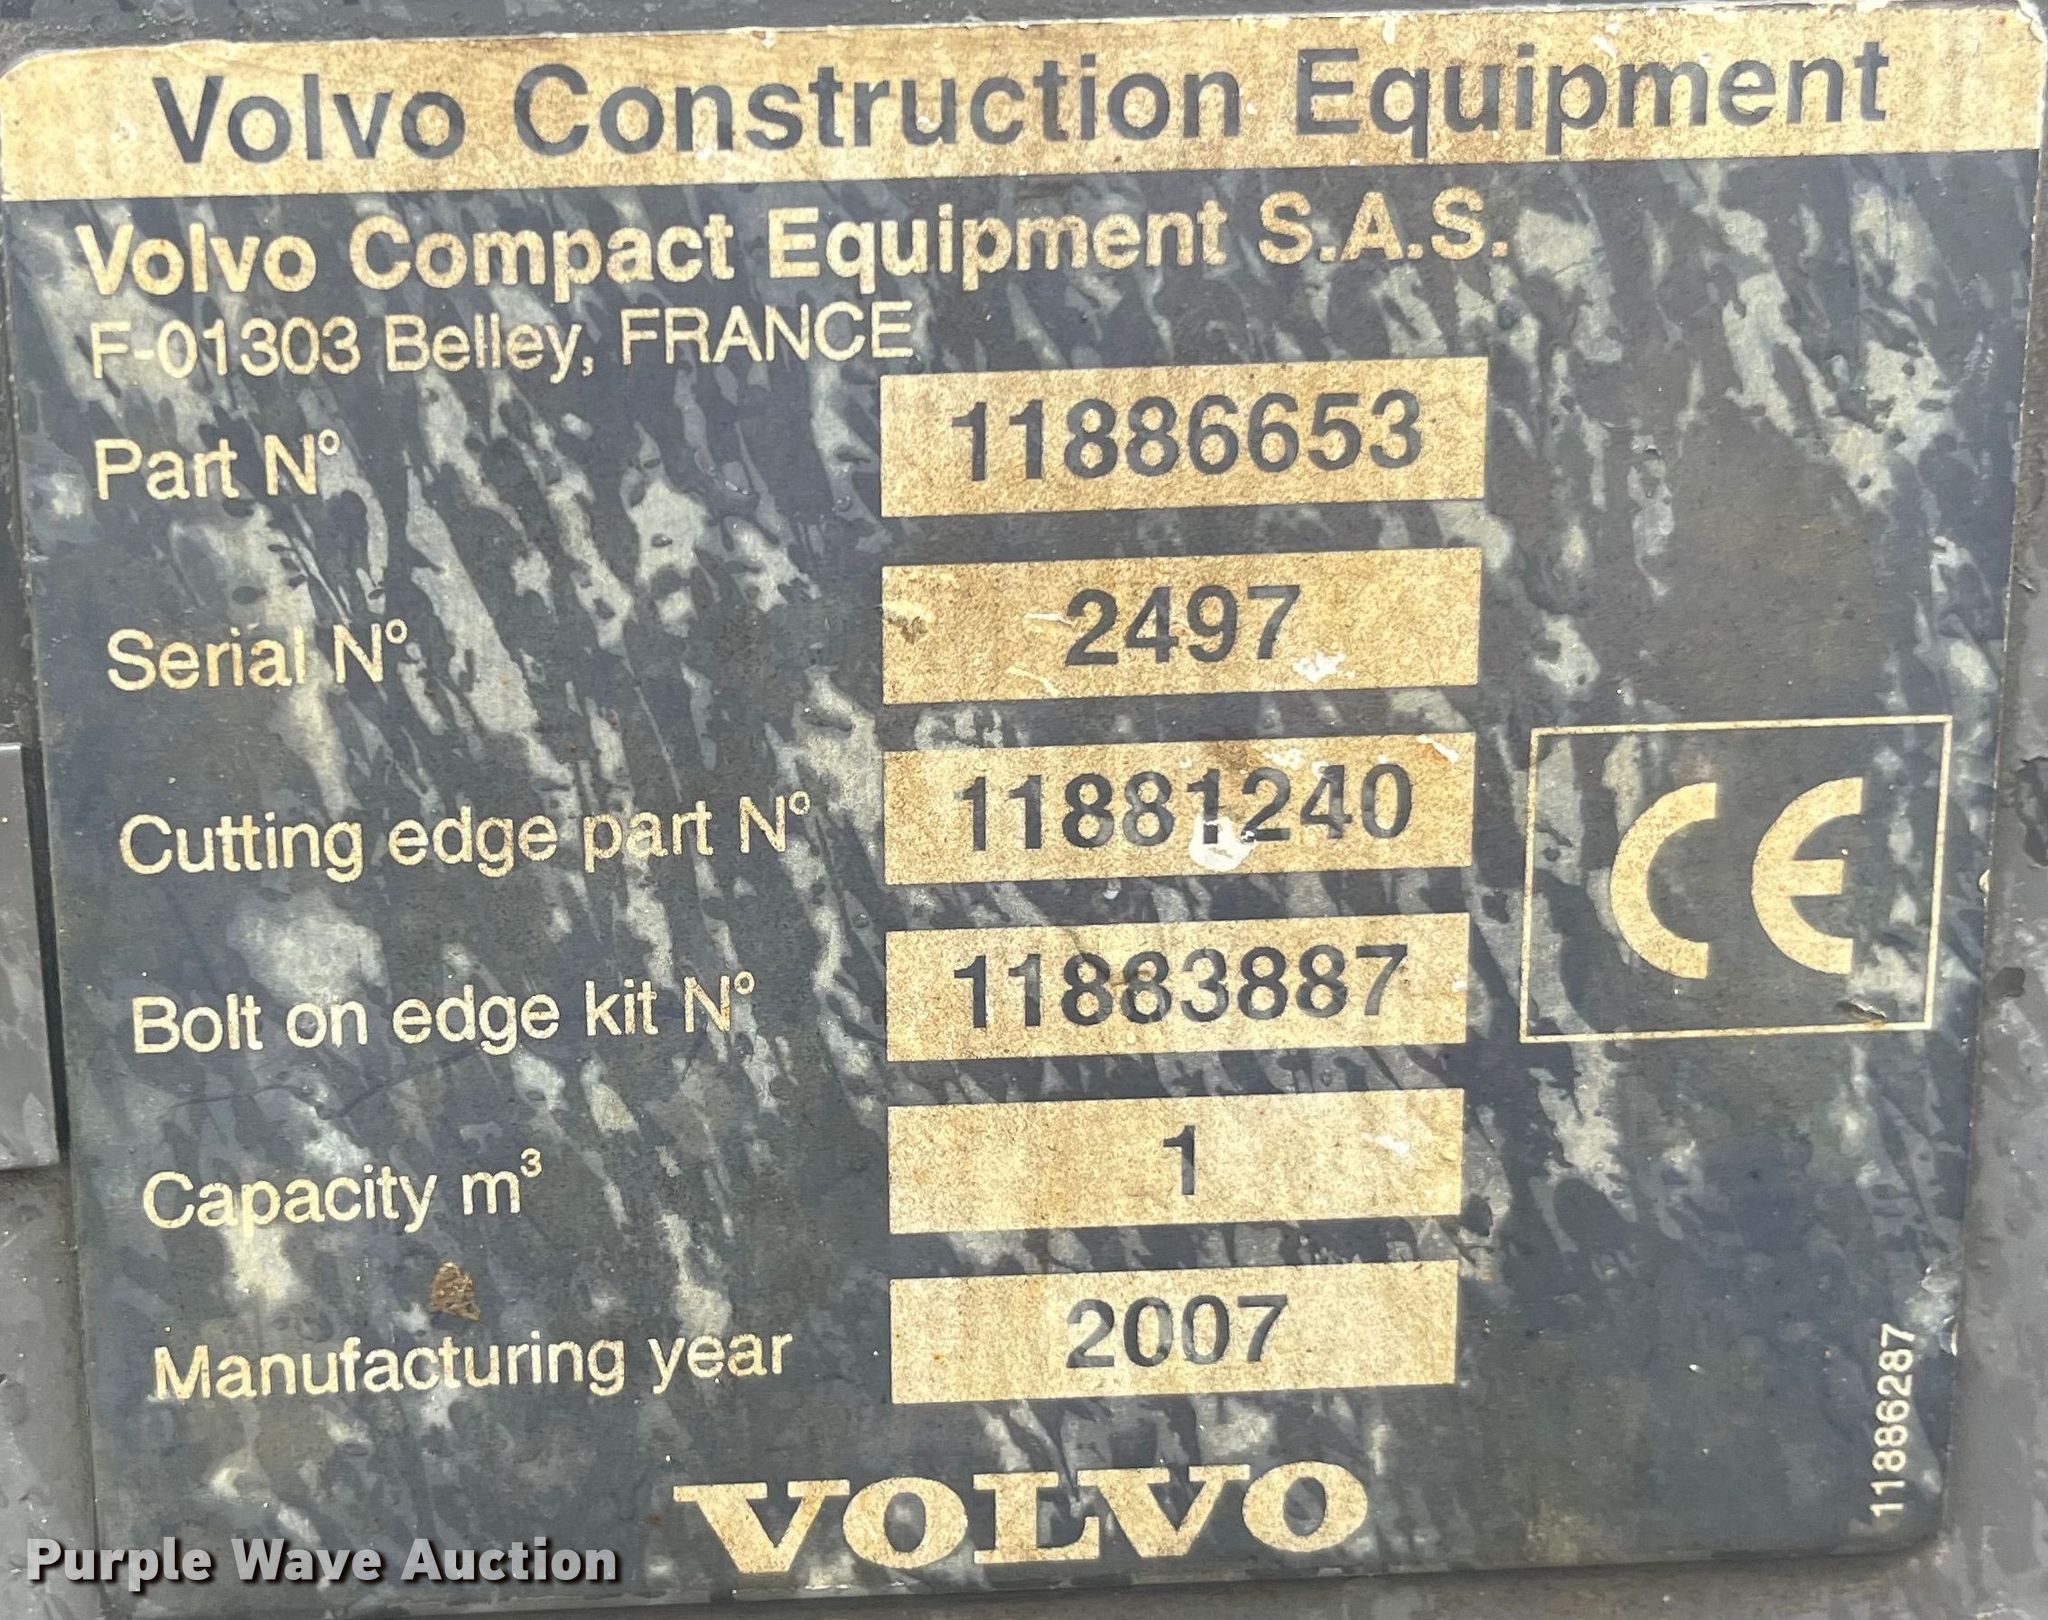 Volvo Construction Equipment
Volvo Compact Equipment S.A.S.
F-01303 Belley, FRANCE
Part N° 11886653
Serial N° 2497
Cutting edge part N° 11881240
Bolt on edge kit N° 11883887
Capacity m³ 1
Manufacturing year 2007
CE
11886287
VOLVO
Purple Wave Auction